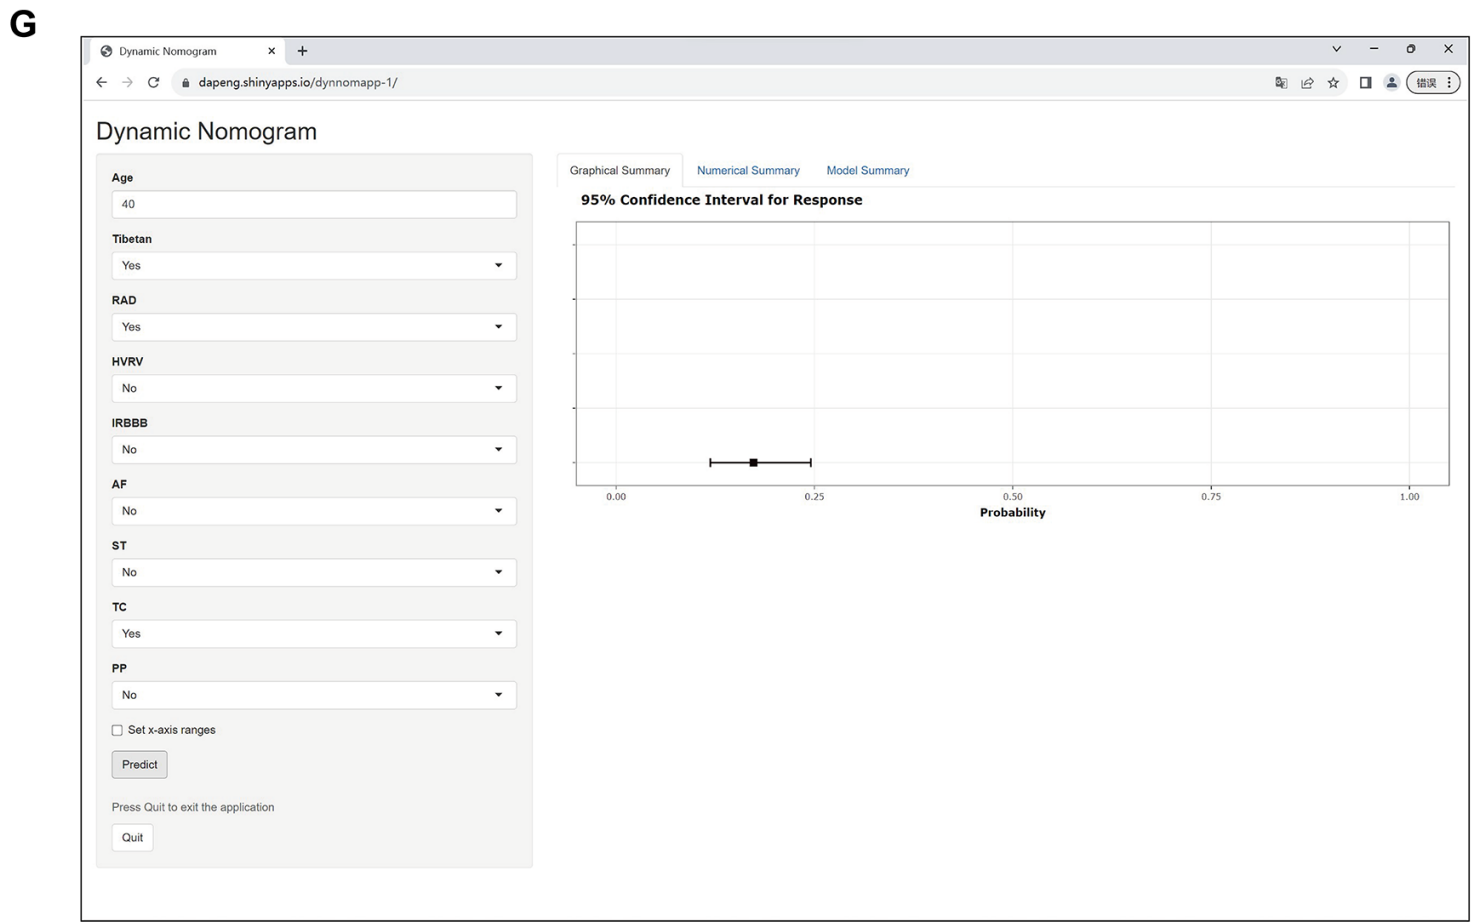 G
Dynamic Nomogram
dapeng.shinyapps.io/dynnomapp-1/
错误
Dynamic Nomogram
Age
40
Tibetan
Yes
RAD
Yes
HVRV
No
IRBBB
No
AF
No
ST
No
TC
Yes
PP
No
Set x-axis ranges
Predict
Press Quit to exit the application
Quit
Graphical Summary Numerical Summary Model Summary
95% Confidence Interval for Response
0.00 0.25 0.50 0.75 1.00
Probability